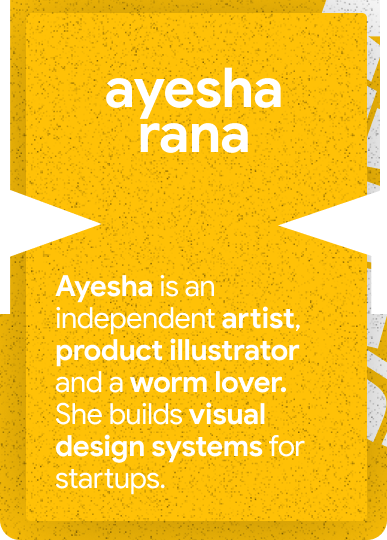 ayesha
rana
Ayesha is an
independent artist,
product illustrator
and a worm lover.
She builds visual
design systems for
startups.